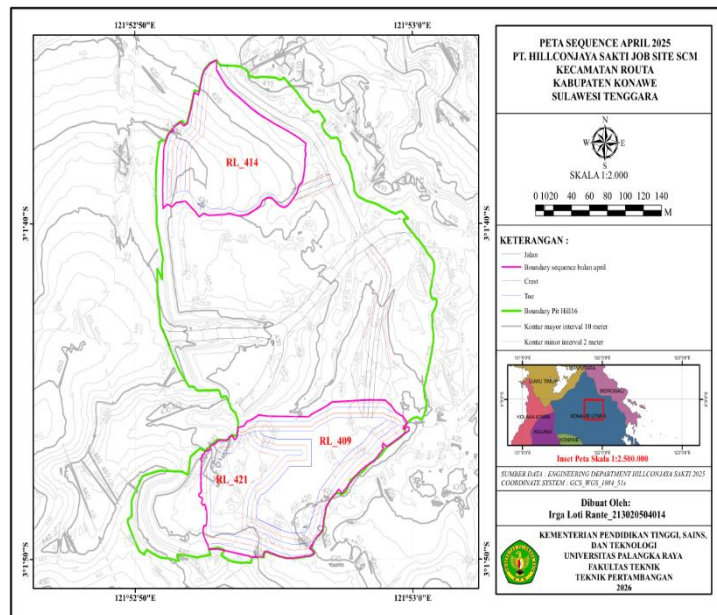 121°52'50"E
121°53'0"E
3°1'40"S
3°1'40"S
3°1'50"S
3°1'50"S
121°52'50"E
121°53'0"E
RL_414
RL_409
RL_421
PETA SEQUENCE APRIL 2025
PT. HILLCONJAYA SAKTI JOB SITE SCM
KECAMATAN ROUTA
KABUPATEN KONAWE
SULAWESI TENGGARA
N
W E
S
SKALA 1:2.000
0 10 20 40 60 80 100 120 140
M
KETERANGAN :
Jalan
Boundary sequence bulan april
Crest
Toe
Boundary Pit Hill16
Kontur mayor interval 10 meter
Kontur minor interval 2 meter
LUWU TIMUR
MOROWALI
KOLAKA UTARA
KONAWE UTARA
KOLAKA
KONAWE
Inset Peta Skala 1:2.500.000
SUMBER DATA : ENGINEERING DEPARTMENT HILLCONJAYA SAKTI 2025
COORDINATE SYSTEM : GCS_WGS_1984_51s
Dibuat Oleh:
Irga Loti Rante_213020504014
KEMENTERIAN PENDIDIKAN TINGGI, SAINS,
DAN TEKNOLOGI
UNIVERSITAS PALANGKA RAYA
FAKULTAS TEKNIK
TEKNIK PERTAMBANGAN
2026